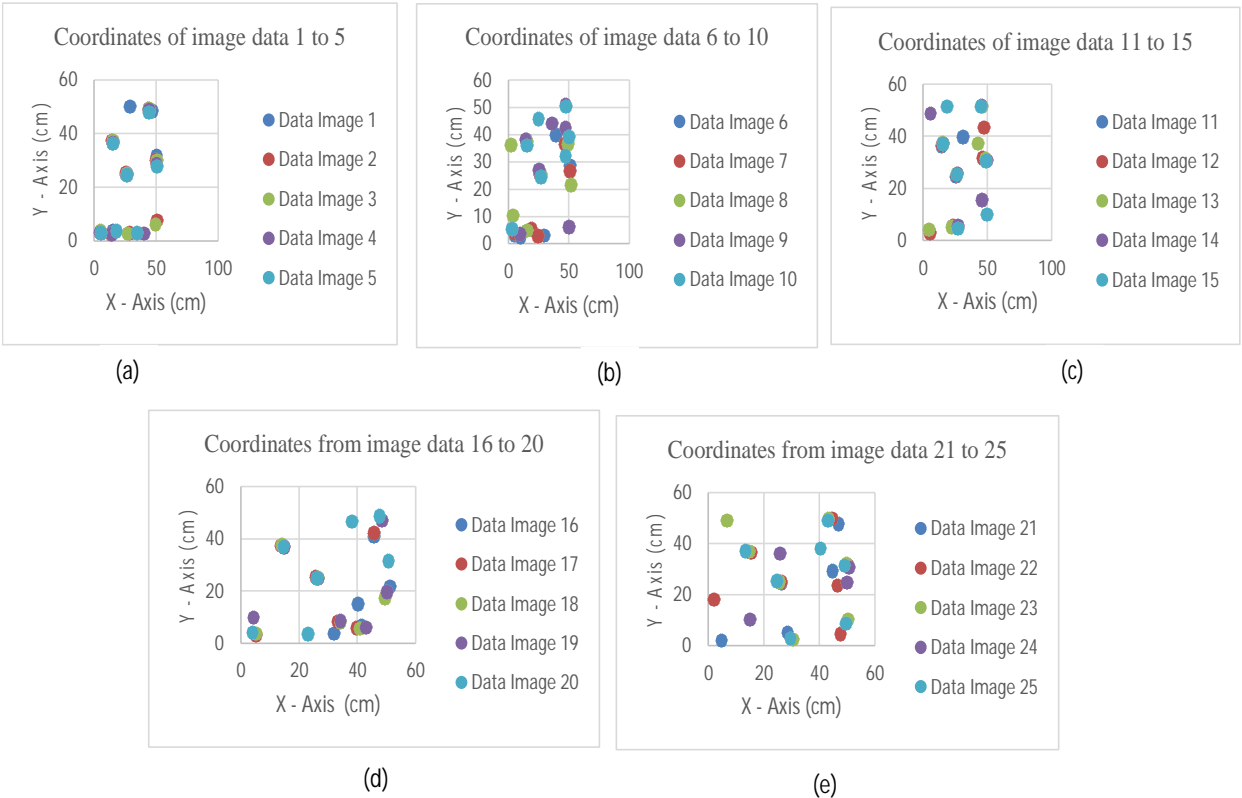 Coordinates of image data 1 to 5
60
40
20
0
0 50 100
Y - Axis (cm)
X - Axis (cm)
Data Image 1
Data Image 2
Data Image 3
Data Image 4
Data Image 5
(a)
Coordinates of image data 6 to 10
60
50
40
30
20
10
0
0 50 100
Y - Axis (cm)
X - Axis (cm)
Data Image 6
Data Image 7
Data Image 8
Data Image 9
Data Image 10
(b)
Coordinates of image data 11 to 15
60
40
20
0
0 50 100
Y - Axis (cm)
X - Axis (cm)
Data Image 11
Data Image 12
Data Image 13
Data Image 14
Data Image 15
(c)
Coordinates from image data 16 to 20
60
40
20
0
0 20 40 60
Y - Axis (cm)
X - Axis (cm)
Data Image 16
Data Image 17
Data Image 18
Data Image 19
Data Image 20
(d)
Coordinates from image data 21 to 25
60
40
20
0
0 20 40 60
Y - Axis (cm)
X - Axis (cm)
Data Image 21
Data Image 22
Data Image 23
Data Image 24
Data Image 25
(e)